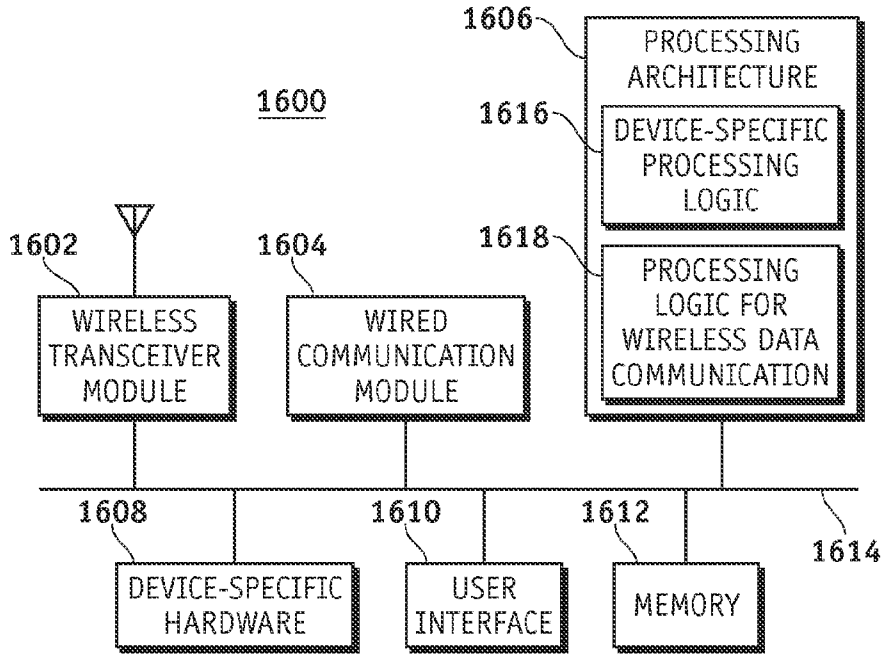 1606
PROCESSING
ARCHITECTURE
1600
1616
DEVICE-SPECIFIC
PROCESSING
LOGIC
1602
1604
1618
WIRELESS
TRANSCEIVER
MODULE
WIRED
COMMUNICATION
MODULE
PROCESSING
LOGIC FOR
WIRELESS DATA
COMMUNICATION
1608
1610
1612
1614
DEVICE-SPECIFIC
HARDWARE
USER
INTERFACE
MEMORY